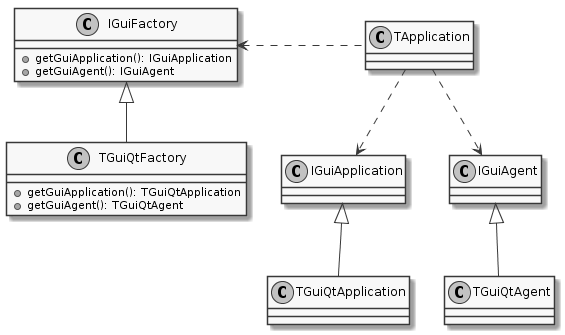 C IGuiFactory
getGuiApplication(): IGuiApplication
getGuiAgent(): IGuiAgent
C TApplication
C TGuiQtFactory
getGuiApplication(): TGuiQtApplication
getGuiAgent(): TGuiQtAgent
C IGuiApplication
C IGuiAgent
C TGuiQtApplication
C TGuiQtAgent